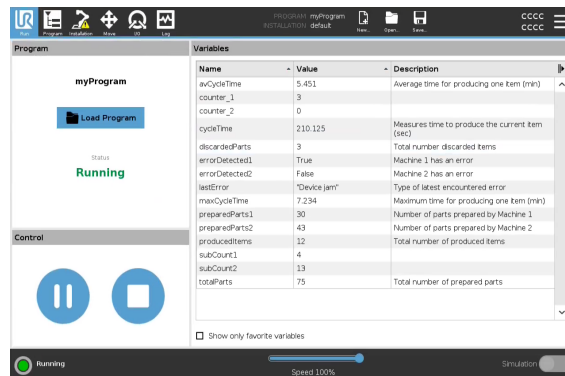 UR
PROGRAM myProgram
INSTALLATION default
CCCC
CCCC
Run Program Installation Move I/O Log New... Open... Save...
Program
myProgram
Load Program
Status
Running
Control
Variables
Name Value Description
avCycleTime 5.451 Average time for producing one item (min)
counter_1 3
counter_2 0
cycleTime 210.125 Measures time to produce the current item
(sec)
discardedParts 3 Total number discarded items
errorDetected1 True Machine 1 has an error
errorDetected2 False Machine 2 has an error
lastError "Device jam" Type of latest encountered error
maxCycleTime 7.234 Maximum time for producing one item (min)
preparedParts1 30 Number of parts prepared by Machine 1
preparedParts2 43 Number of parts prepared by Machine 2
producedItems 12 Total number of produced items
subCount1 4
subCount2 13
totalParts 75 Total number of prepared parts
Show only favorite variables
Running
Speed 100%
Simulation